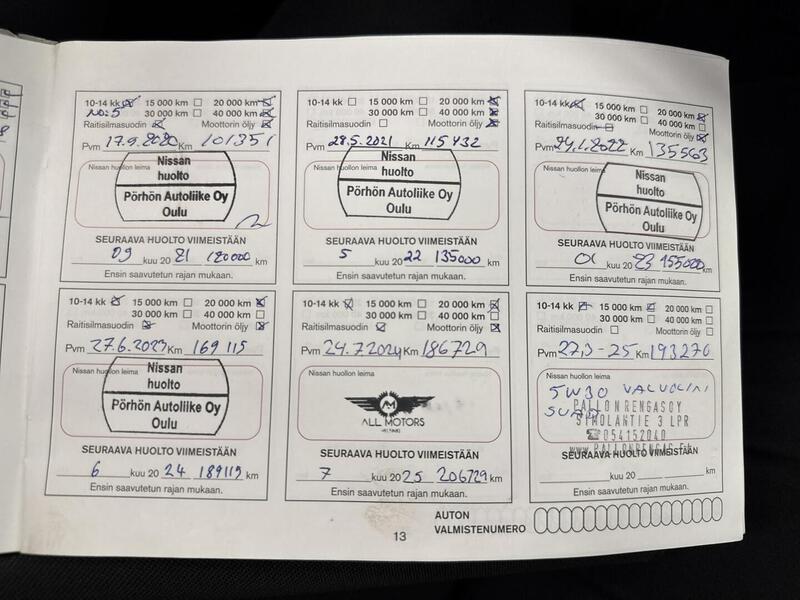 10-14 kk 15 000 km 20 000 km
No:5 30 000 km 40 000 km
Raitisilmasuodin Moottorin öljy
Pvm 17.9.2020 Km 101351
Nissan huollon leima
Nissan
huolto
Pörhön Autoliike Oy
Oulu
SEURAAVA HUOLTO VIIMEISTÄÄN
09 kuu 20 21 120000 km
Ensin saavutetun rajan mukaan.
10-14 kk 15 000 km 20 000 km
30 000 km 40 000 km
Raitisilmasuodin Moottorin öljy
Pvm 28.5.2021 Km 115432
Nissan huollon leima
Nissan
huolto
Pörhön Autoliike Oy
Oulu
SEURAAVA HUOLTO VIIMEISTÄÄN
5 kuu 20 22 135000 km
Ensin saavutetun rajan mukaan.
10-14 kk 15 000 km 20 000 km
30 000 km 40 000 km
Raitisilmasuodin Moottorin öljy
Pvm 24.1.2022 Km 135563
Nissan huollon leima
Nissan
huolto
Pörhön Autoliike Oy
Oulu
SEURAAVA HUOLTO VIIMEISTÄÄN
01 kuu 20 23 155000 km
Ensin saavutetun rajan mukaan.
10-14 kk 15 000 km 20 000 km
30 000 km 40 000 km
Raitisilmasuodin Moottorin öljy
Pvm 27.6.2023 Km 169 115
Nissan huollon leima
Nissan
huolto
Pörhön Autoliike Oy
Oulu
SEURAAVA HUOLTO VIIMEISTÄÄN
6 kuu 20 24 189115 km
Ensin saavutetun rajan mukaan.
10-14 kk 15 000 km 20 000 km
30 000 km 40 000 km
Raitisilmasuodin Moottorin öljy
Pvm 24.7.2024 Km 186729
Nissan huollon leima
AM
ALL MOTORS
SEURAAVA HUOLTO VIIMEISTÄÄN
7 kuu 20 25 206729 km
Ensin saavutetun rajan mukaan.
10-14 kk 15 000 km 20 000 km
30 000 km 40 000 km
Raitisilmasuodin Moottorin öljy
Pvm 27,3-25 Km 193270
Nissan huollon leima
5W30 VALVOLINI
PALLON RENGAS OY
SIMOLANTIE 3 LPR
☎054152040
www.PALLONRENGAS.FI
SEURAAVA HUOLTO VIIMEISTÄÄN
kuu 20 km
Ensin saavutetun rajan mukaan.
AUTON
VALMISTENUMERO
13